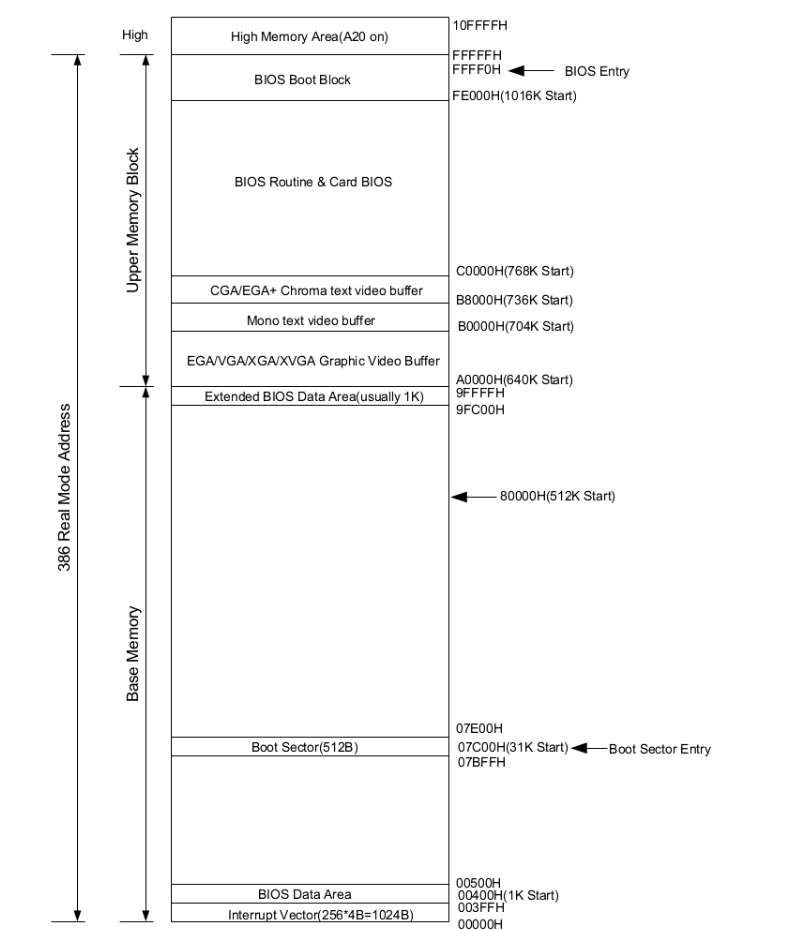 High
High Memory Area(A20 on)
10FFFFH
FFFFFH
FFFF0H
BIOS Entry
BIOS Boot Block
FE000H(1016K Start)
Upper Memory Block
BIOS Routine & Card BIOS
C0000H(768K Start)
CGA/EGA+ Chroma text video buffer
B8000H(736K Start)
Mono text video buffer
B0000H(704K Start)
EGA/VGA/XGA/XVGA Graphic Video Buffer
A0000H(640K Start)
9FFFFH
Extended BIOS Data Area(usually 1K)
9FC00H
386 Real Mode Address
80000H(512K Start)
Base Memory
07E00H
Boot Sector(512B)
07C00H(31K Start)
Boot Sector Entry
07BFFH
00500H
BIOS Data Area
00400H(1K Start)
003FFH
Interrupt Vector(256*4B=1024B)
00000H